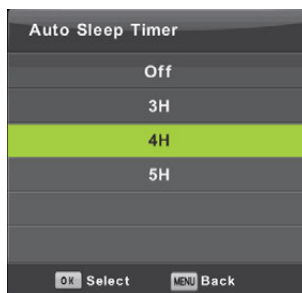 Auto Sleep Timer
Off
3H
4H
5H
OK Select MENU Back